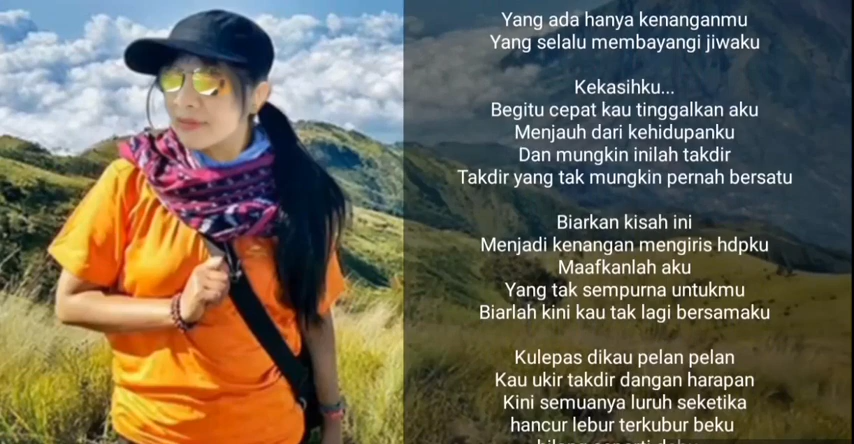 Yang ada hanya kenanganmu
Yang selalu membayangi jiwaku
Kekasihku...
Begitu cepat kau tinggalkan aku
Menjauh dari kehidupanku
Dan mungkin inilah takdir
Takdir yang tak mungkin pernah bersatu
Biarkan kisah ini
Menjadi kenangan mengiris hdpku
Maafkanlah aku
Yang tak sempurna untukmu
Biarlah kini kau tak lagi bersamaku
Kulepas dikau pelan pelan
Kau ukir takdir dangan harapan
Kini semuanya luruh seketika
hancur lebur terkubur beku